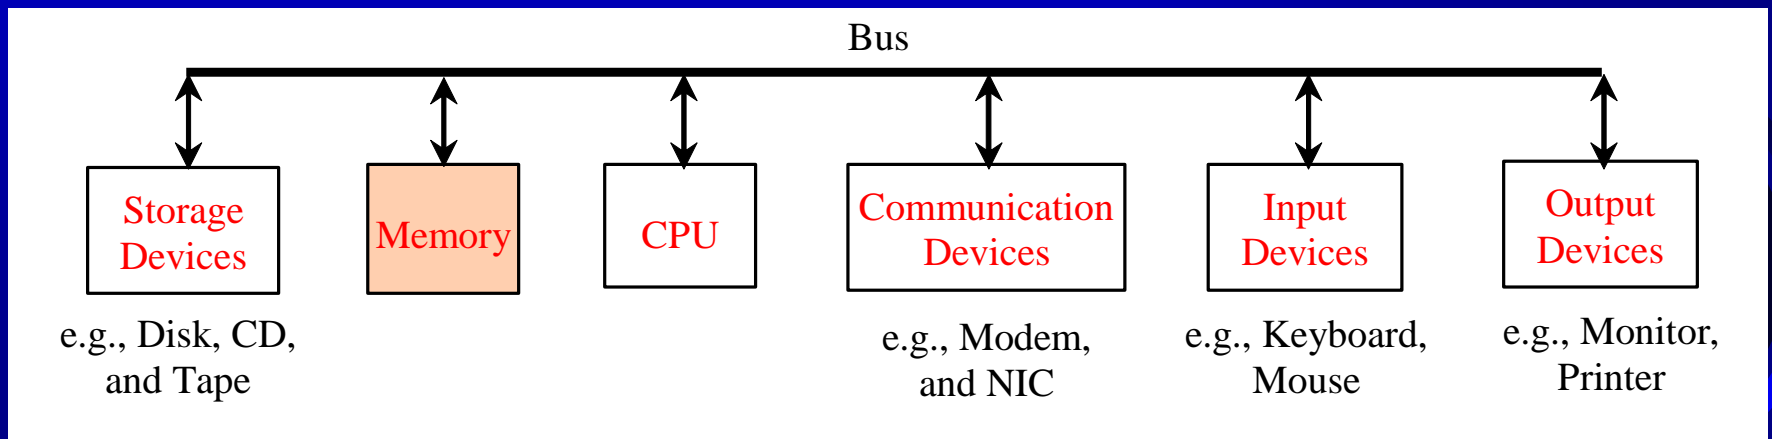 Bus
Storage
Devices
Memory
CPU
Communication
Devices
Input
Devices
Output
Devices
e.g., Disk, CD,
and Tape
e.g., Modem,
and NIC
e.g., Keyboard,
Mouse
e.g., Monitor,
Printer